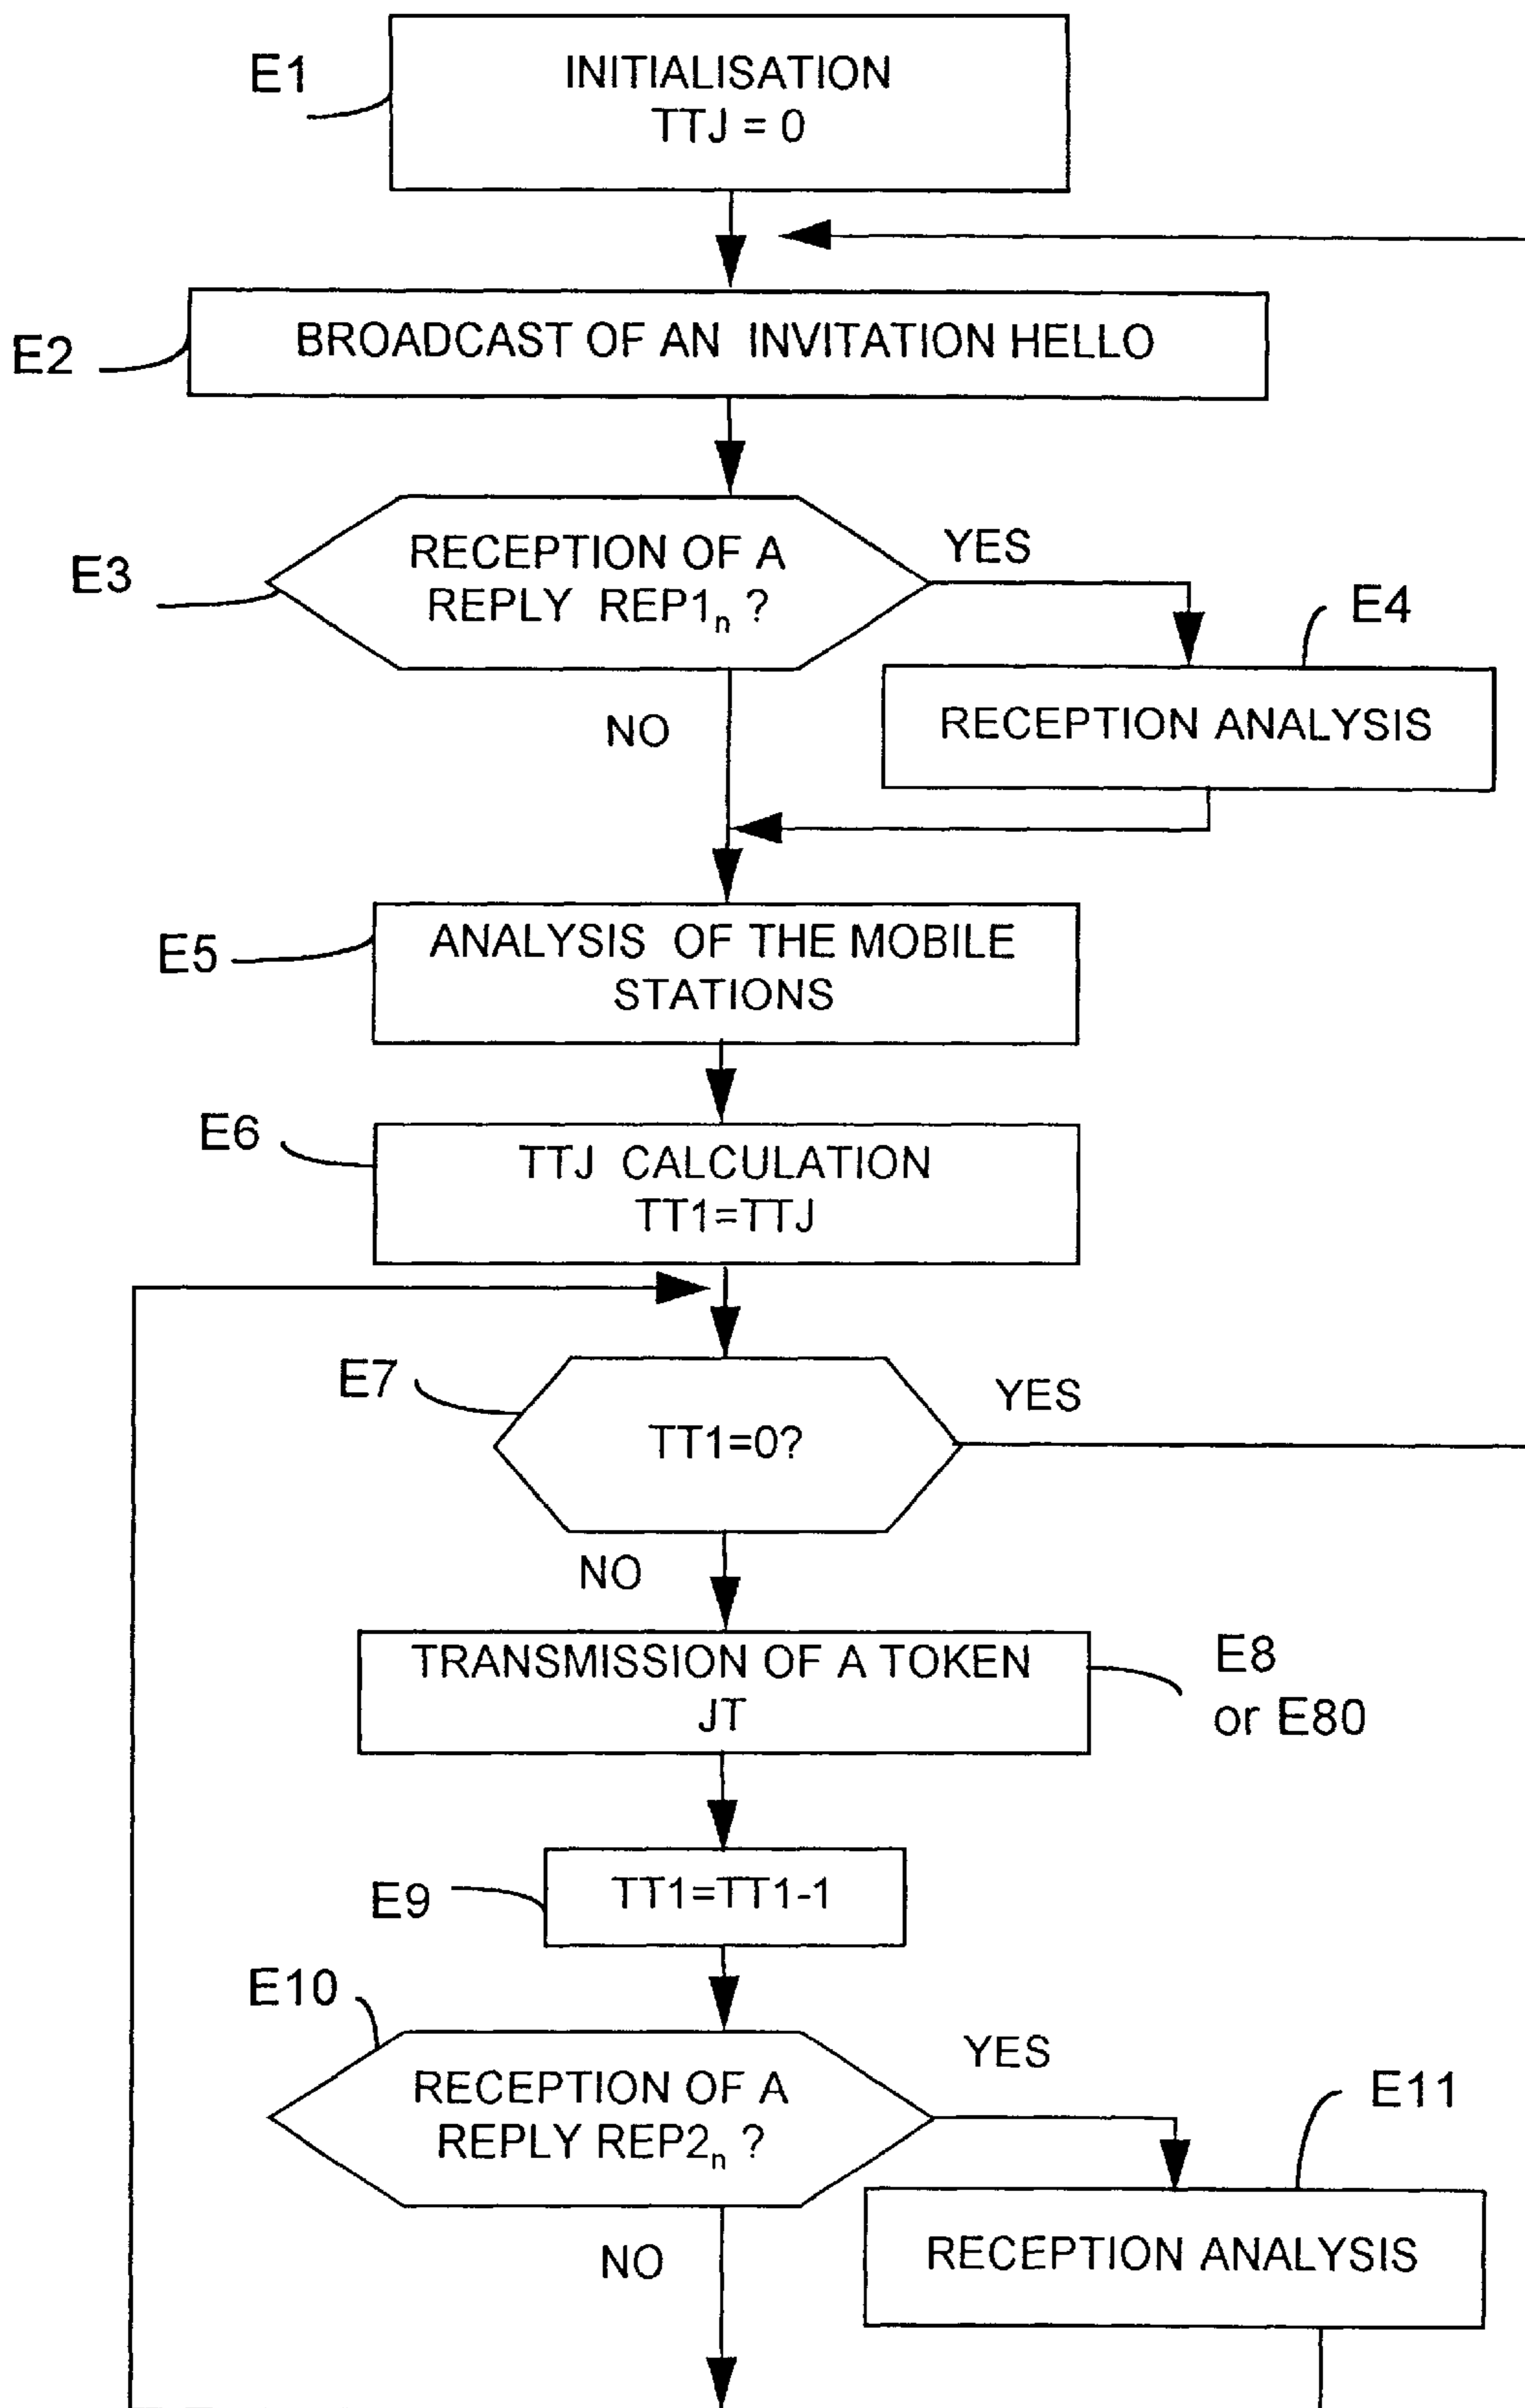 E1
INITIALISATION
TTJ = 0
E2
BROADCAST OF AN INVITATION HELLO
E3
RECEPTION OF A
REPLY REP1n ?
YES
E4
RECEPTION ANALYSIS
NO
E5
ANALYSIS OF THE MOBILE
STATIONS
E6
TTJ CALCULATION
TT1=TTJ
E7
TT1=0?
YES
NO
TRANSMISSION OF A TOKEN
JT
E8
or E80
E9
TT1=TT1-1
E10
RECEPTION OF A
REPLY REP2n ?
YES
E11
RECEPTION ANALYSIS
NO